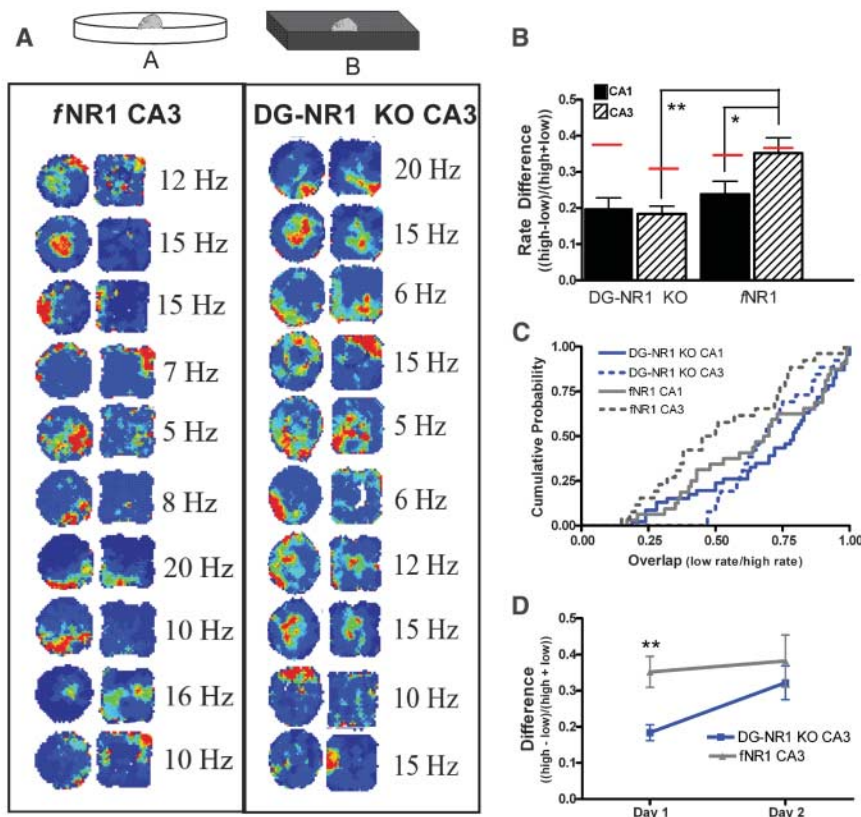 A
A
B
fNR1 CA3
12 Hz
15 Hz
15 Hz
7 Hz
5 Hz
8 Hz
20 Hz
10 Hz
16 Hz
10 Hz
DG-NR1 KO CA3
20 Hz
15 Hz
6 Hz
15 Hz
5 Hz
6 Hz
12 Hz
15 Hz
10 Hz
15 Hz
B
CA1
CA3
**
*
Rate Difference
((high-low)/(high+low))
0.5
0.4
0.3
0.2
0.1
0.0
DG-NR1 KO
fNR1
C
DG-NR1 KO CA1
DG-NR1 KO CA3
fNR1 CA1
fNR1 CA3
Cumulative Probability
1.00
0.75
0.50
0.25
0.00
0.00
0.25
0.50
0.75
1.00
Overlap (low rate/high rate)
D
**
Difference
((high - low)/(high + low))
0.5
0.4
0.3
0.2
0.1
0.0
DG-NR1 KO CA3
fNR1 CA3
Day 1
Day 2